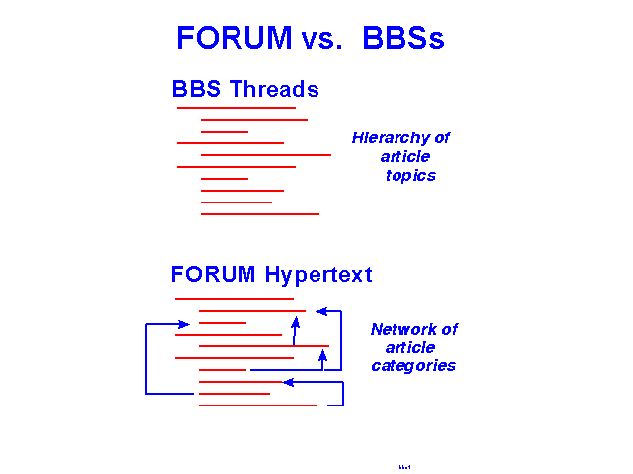 FORUM vs. BBSs
BBS Threads
Hierarchy of
article
topics
FORUM Hypertext
Network of
article
categories